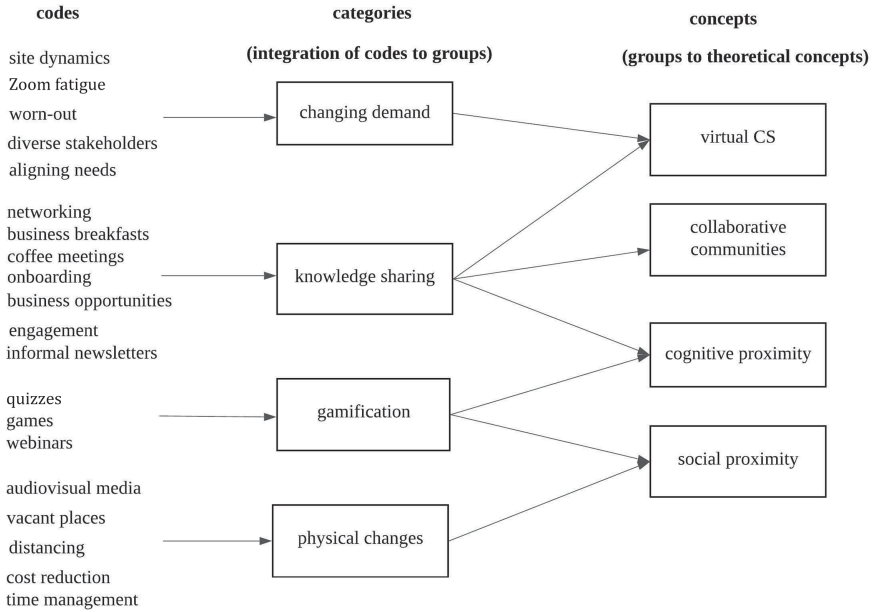 codes
site dynamics
Zoom fatigue
worn-out
diverse stakeholders
aligning needs
networking
business breakfasts
coffee meetings
onboarding
business opportunities
engagement
informal newsletters
quizzes
games
webinars
audiovisual media
vacant places
distancing
cost reduction
time management
categories
(integration of codes to groups)
changing demand
knowledge sharing
gamification
physical changes
concepts
(groups to theoretical concepts)
virtual CS
collaborative
communities
cognitive proximity
social proximity